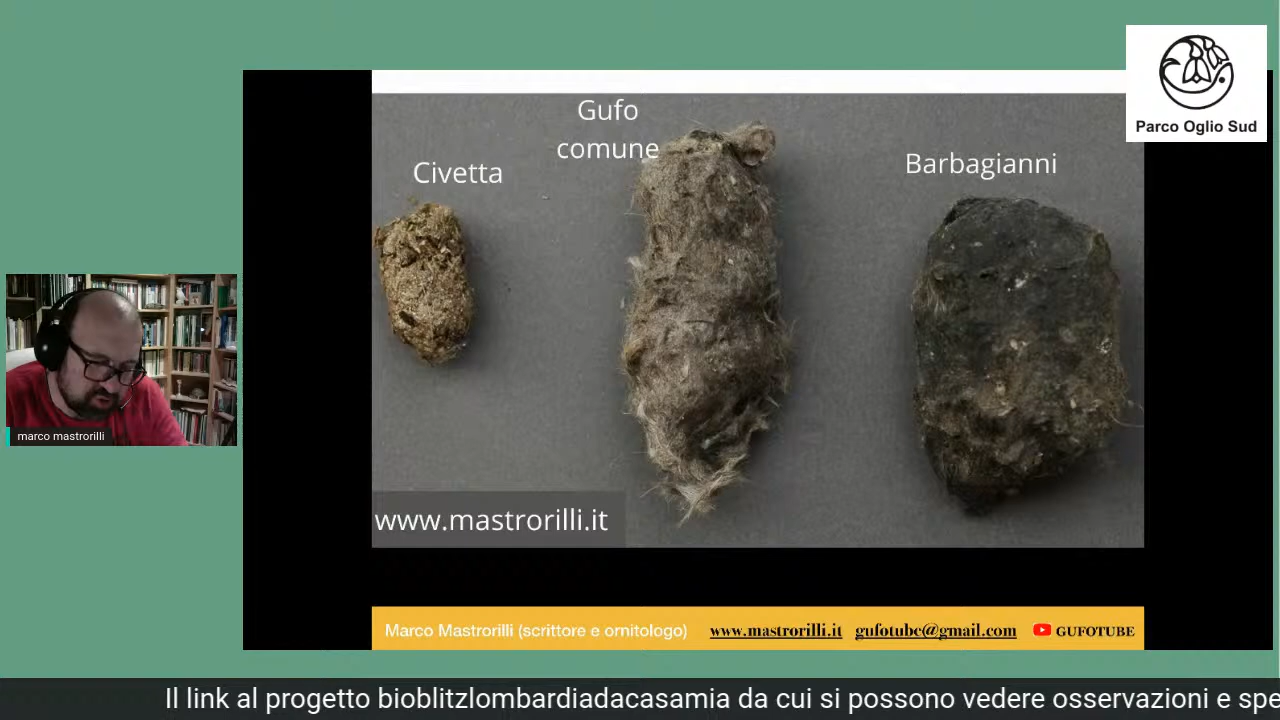 Parco Oglio Sud
Gufo
comune
Civetta
Barbagianni
www.mastrorilli.it
marco mastrorilli
Marco Mastrorilli (scrittore e ornitologo) www.mastrorilli.it gufotube@gmail.com GUFOTUBE
Il link al progetto bioblitzlombardiadacasamia da cui si possono vedere osservazioni e spe